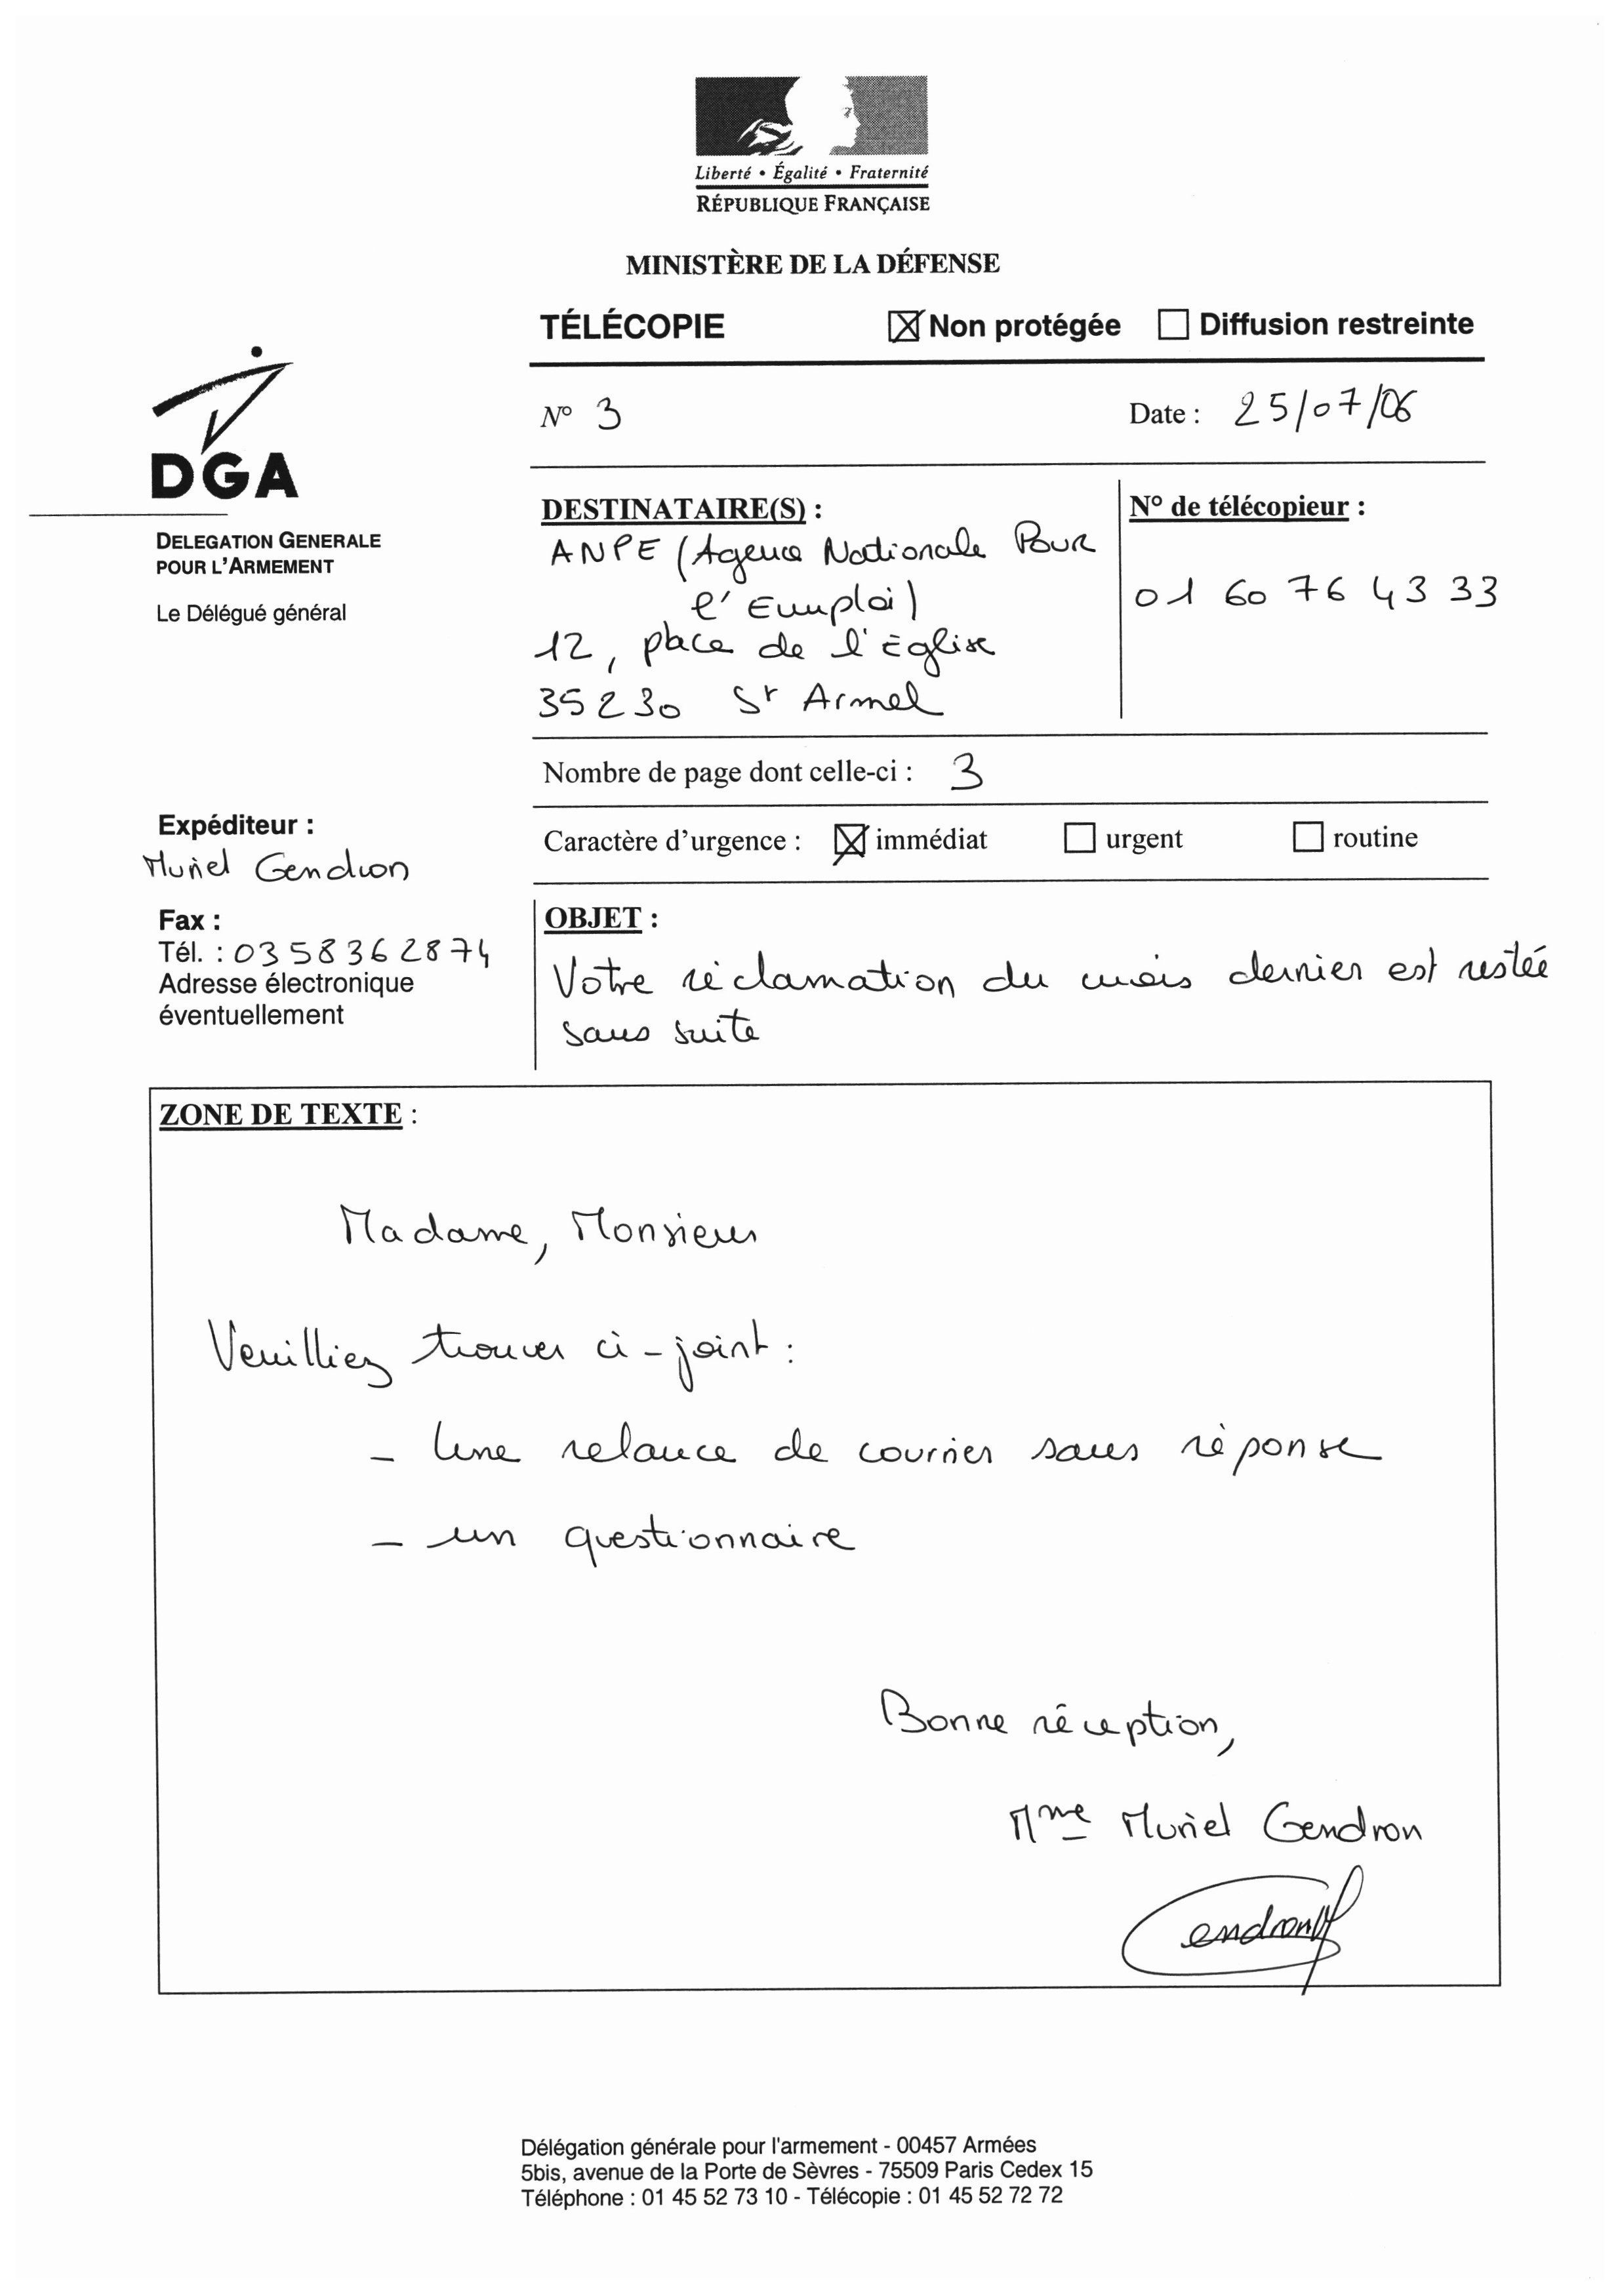 Liberté • Égalité • Fraternité
RÉPUBLIQUE FRANÇAISE
MINISTÈRE DE LA DÉFENSE
TÉLÉCOPIE Non protégée Diffusion restreinte
N° 3 Date : 25/07/06
DGA
DELEGATION GENERALE
POUR L'ARMEMENT
Le Délégué général
DESTINATAIRE(S) :
ANPE (Agence Nationale Pour
l'Emploi)
12, place de l'Église
35230 St Armel
N° de télécopieur :
01 60 76 43 33
Nombre de page dont celle-ci : 3
Expéditeur :
Muriel Gendron
Caractère d'urgence : immédiat urgent routine
Fax :
Tél. : 03 58 36 28 74
Adresse électronique
éventuellement
OBJET :
Votre réclamation du mois dernier est restée
sans suite
ZONE DE TEXTE :
Madame, Monsieur
Veuilliez trouver ci-joint :
- Une relance de courrier sans réponse
- un questionnaire
Bonne réception,
Mme Muriel Gendron
Gendron
Délégation générale pour l'armement - 00457 Armées
5bis, avenue de la Porte de Sèvres - 75509 Paris Cedex 15
Téléphone : 01 45 52 73 10 - Télécopie : 01 45 52 72 72